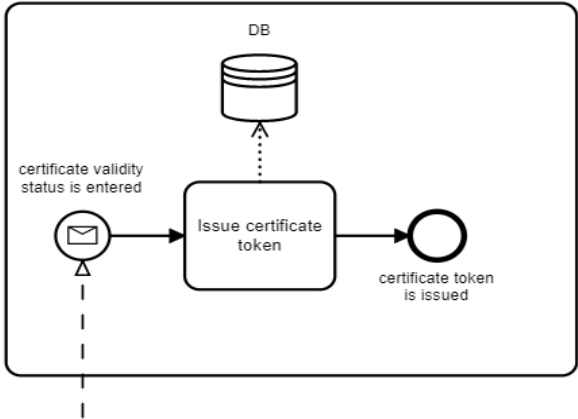 DB
certificate validity
status is entered
Issue certificate
token
certificate token
is issued